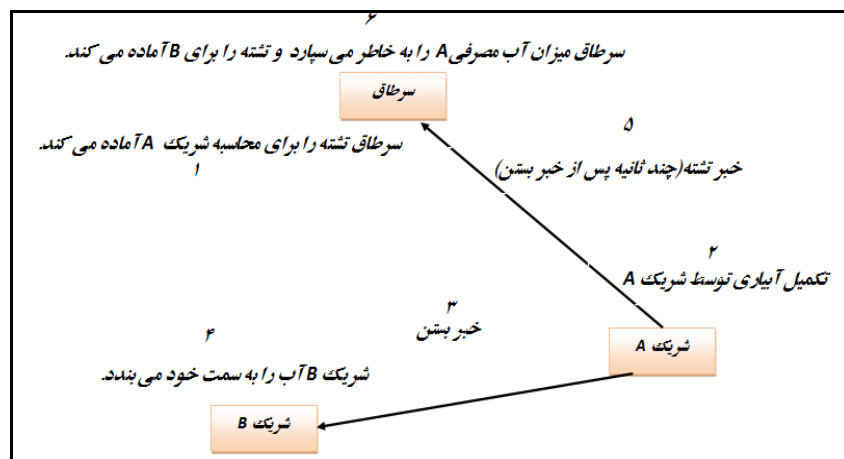 ۶
سرطاق میزان آب مصرفی A را به خاطر می سپارد و تشته را برای B آماده می کند.
سرطاق
۵
سرطاق تشته را برای محاسبه شریک A آماده می کند.
۱
خبر تشته(چند ثانیه پس از خبر بستن)
۲
تکمیل آبیاری توسط شریک A
۳
خبر بستن
۴
شریک A
شریک B آب را به سمت خود می بندد.
شریک B